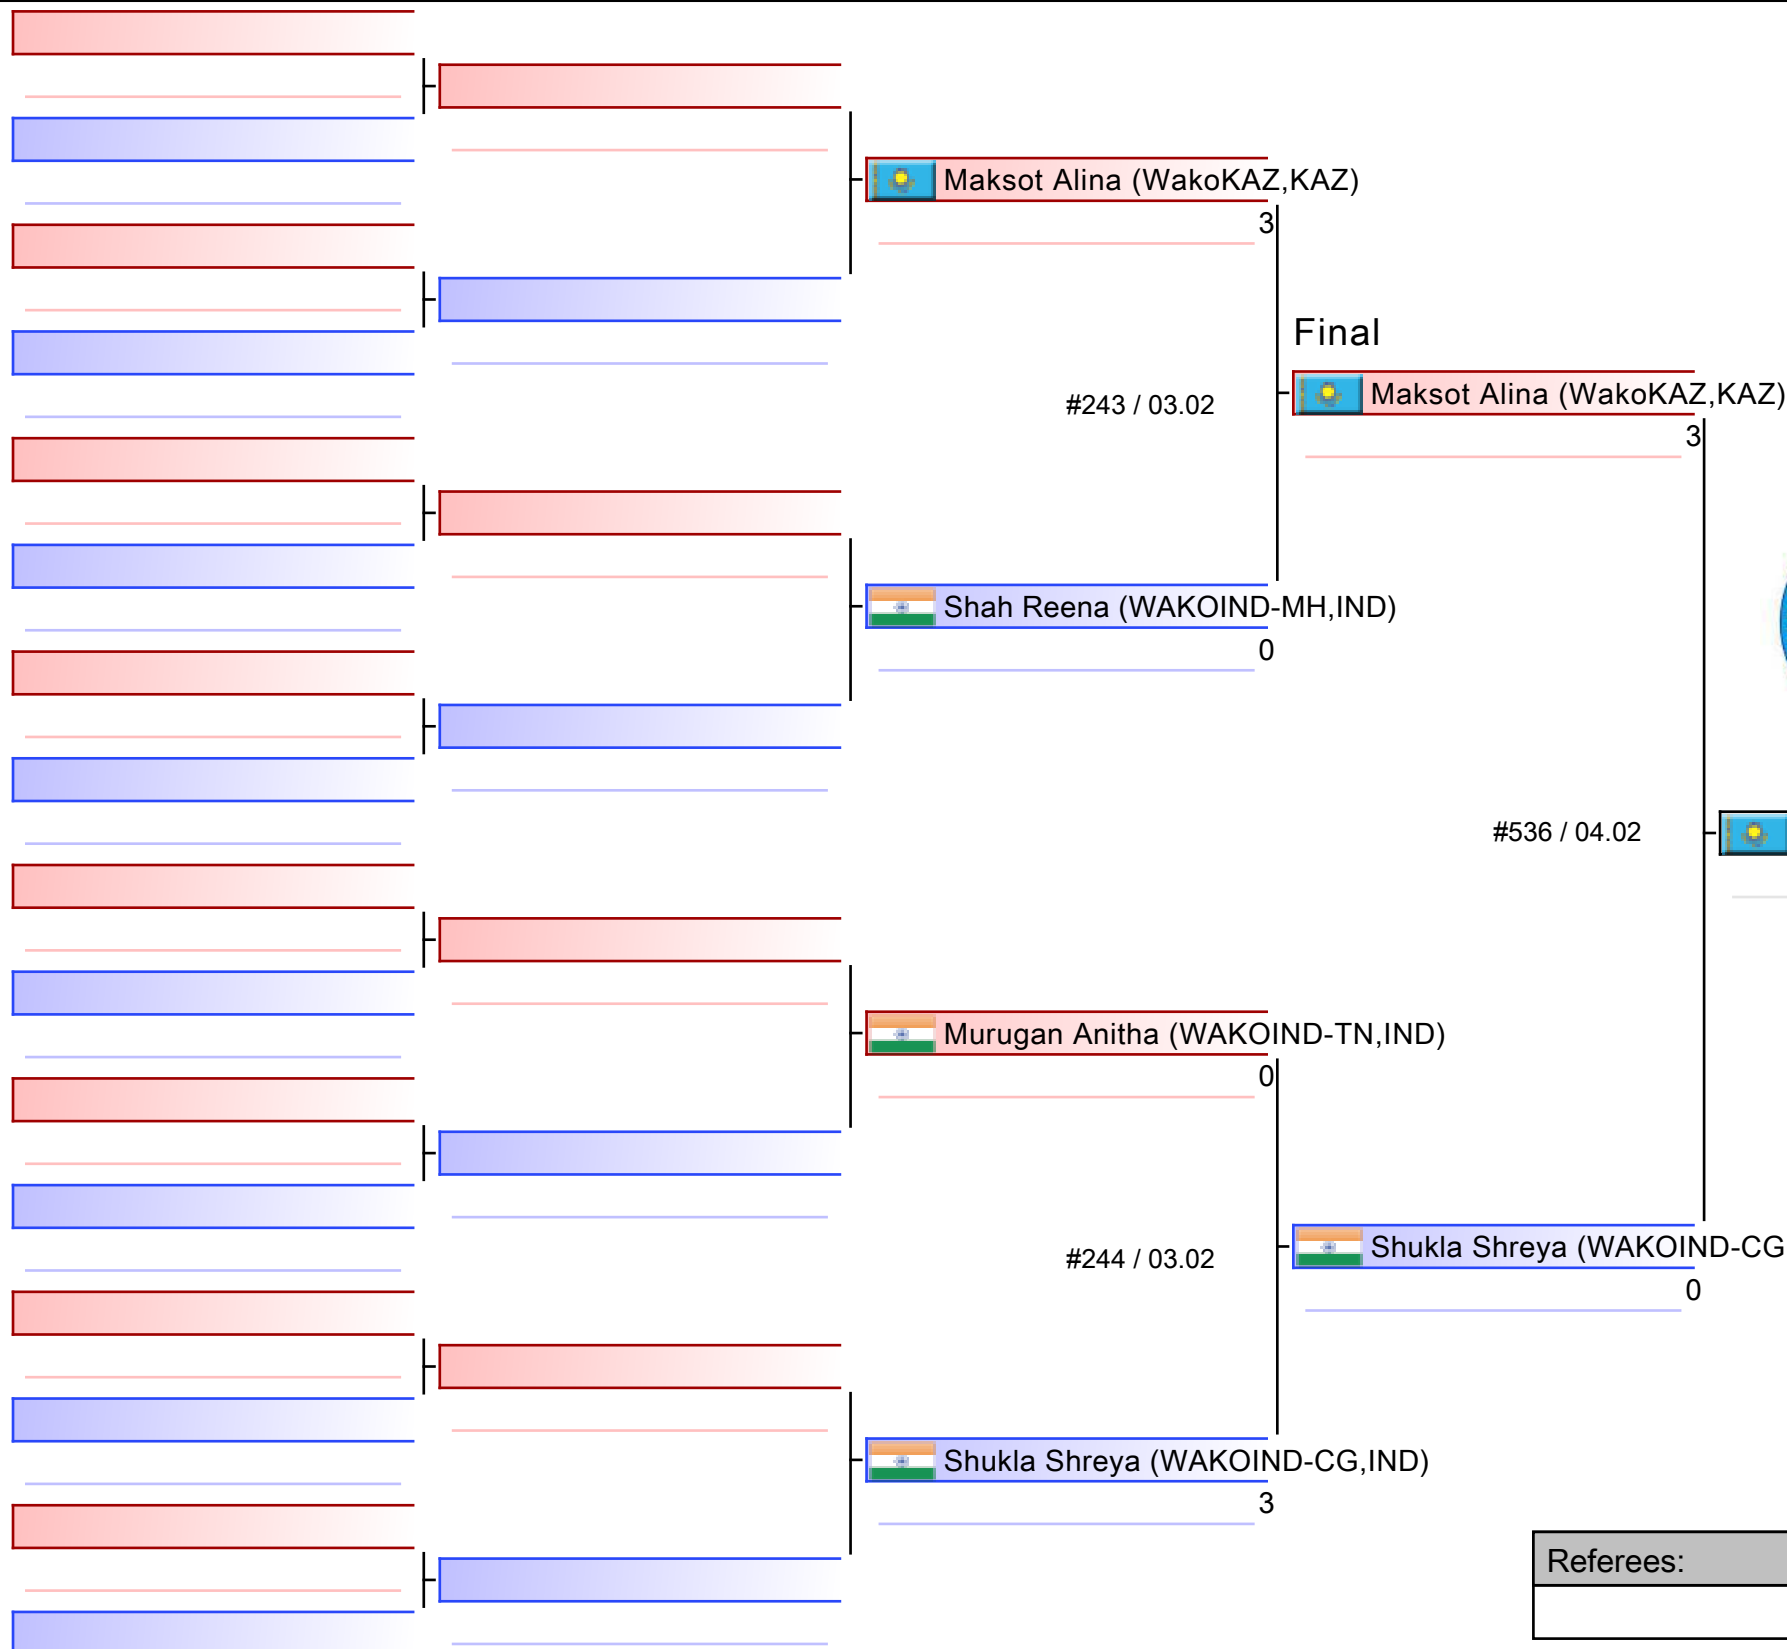 Maksot Alina (WakoKAZ,KAZ)
3
Final
#243 / 03.02
Maksot Alina (WakoKAZ,KAZ)
3
Shah Reena (WAKOIND-MH,IND)
0
#536 / 04.02
Murugan Anitha (WAKOIND-TN,IND)
0
#244 / 03.02
Shukla Shreya (WAKOIND-CG
0
Shukla Shreya (WAKOIND-CG,IND)
3
Referees: